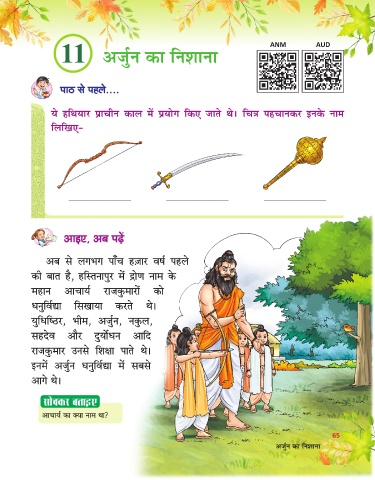 11 अर्जुन का निशाना
ANM AUD
पाठ से पहले....
ये हथियार प्राचीन काल में प्रयोग किए जाते थे। चित्र पहचानकर इनके नाम
लिखिए-
आइए, अब पढ़ें
अब से लगभग पाँच हज़ार वर्ष पहले
की बात है, हस्तिनापुर में द्रोण नाम के
महान आचार्य राजकुमारों को
धनुर्विद्या सिखाया करते थे।
युधिष्ठिर, भीम, अर्जुन, नकुल,
सहदेव और दुर्योधन आदि
राजकुमार उनसे शिक्षा पाते थे।
इनमें अर्जुन धनुर्विद्या में सबसे
आगे थे।
सोचकर बताइए
आचार्य का क्या नाम था?
65
अर्जुन का निशाना